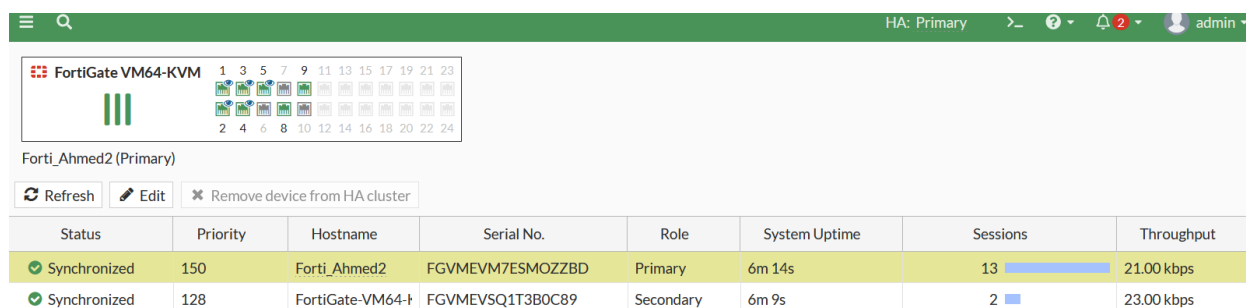 HA: Primary >_ ? 2 admin
FortiGate VM64-KVM
1 3 5 7 9 11 13 15 17 19 21 23
2 4 6 8 10 12 14 16 18 20 22 24
Forti_Ahmed2 (Primary)
Refresh Edit Remove device from HA cluster
Status Priority Hostname Serial No. Role System Uptime Sessions Throughput
Synchronized 150 Forti_Ahmed2 FGVMEVM7ESMOZZBD Primary 6m 14s 13 21.00 kbps
Synchronized 128 FortiGate-VM64-K FGVMEVSQ1T3B0C89 Secondary 6m 9s 2 23.00 kbps